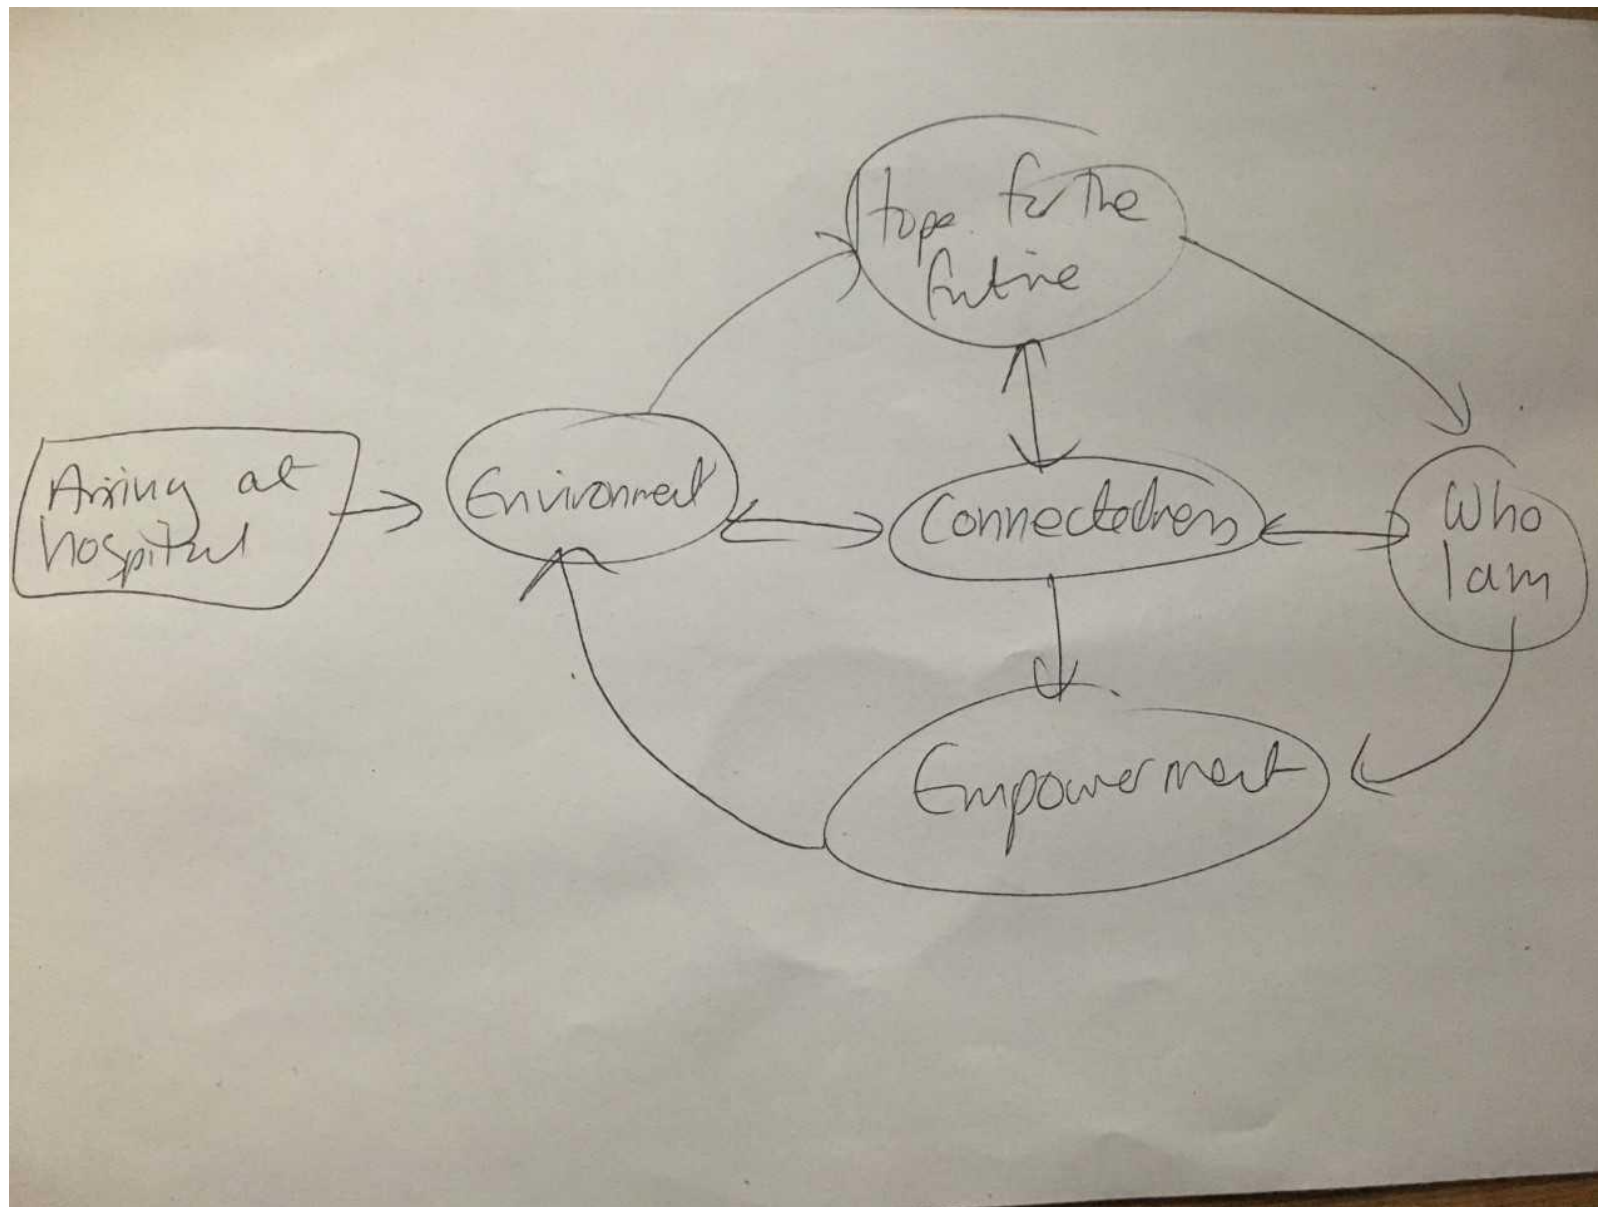 Hope for the
future
Arriving at
hospital
Environment
Connectedness
Who
I am
Empowerment